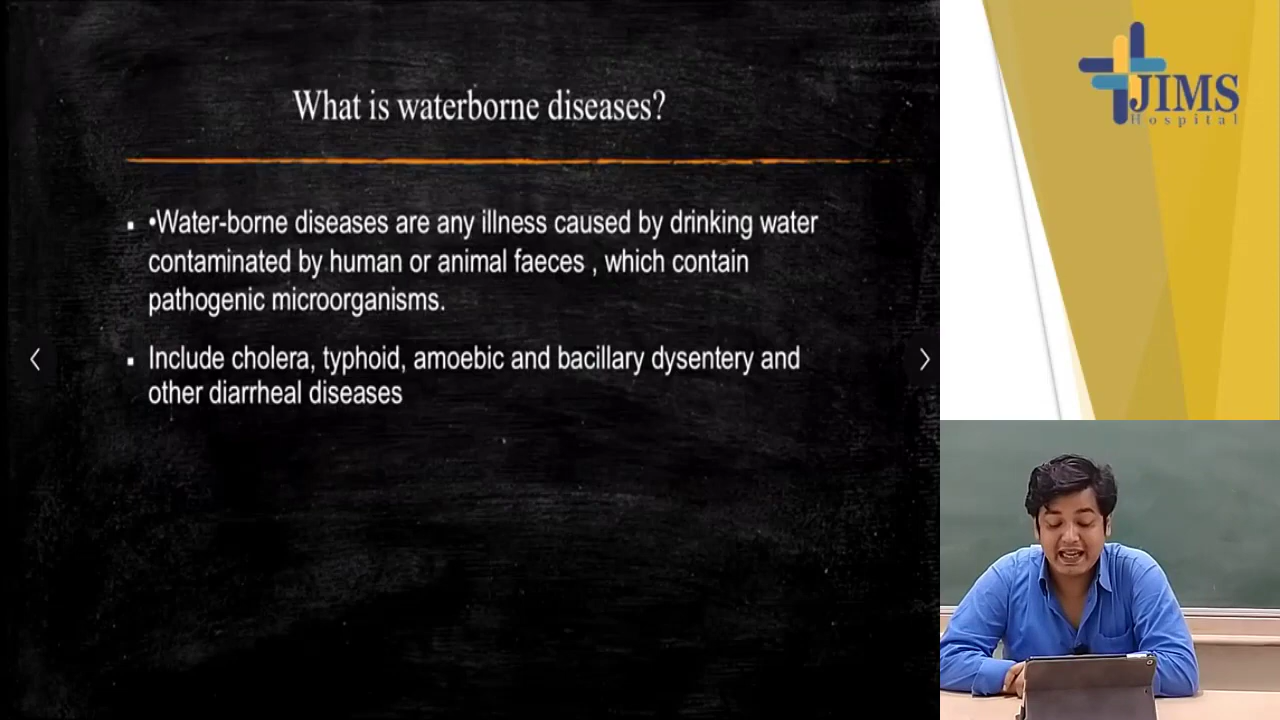 What is waterborne diseases?
▪ •Water-borne diseases are any illness caused by drinking water
contaminated by human or animal faeces , which contain
pathogenic microorganisms.
▪ Include cholera, typhoid, amoebic and bacillary dysentery and
other diarrheal diseases
JIMS
Hospital